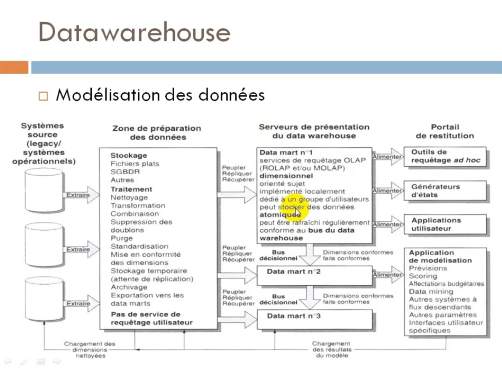 Datawarehouse
Modélisation des données
Systèmes
source
(legacy/
systèmes
opérationnels)
Extraire
Extraire
Extraire
Zone de préparation
des données
Stockage
Fichiers plats
SGBDR
Autres
Traitement
Nettoyage
Transformation
Combinaison
Suppression des
doublons
Purge
Standardisation
Mise en conformité
des dimensions
Stockage temporaire
(attente de réplication)
Archivage
Exportation vers les
data marts
Pas de service de
requêtage utilisateur
Peupler
Répliquer
Récupérer
Peupler
Répliquer
Récupérer
Peupler
Répliquer
Récupérer
Serveurs de présentation
du data warehouse
Data mart n°1
services de requêtage OLAP
(ROLAP et/ou MOLAP)
dimensionnel
orienté sujet
implémenté localement
dédié à un groupe d'utilisateurs
peut stocker des données
atomiques
peut être rafraîchi régulièrement
conforme au bus du data
warehouse
Bus
décisionnel
Dimensions conformes
faits conformes
Data mart n°2
Bus
décisionnel
Dimensions conformes
faits conformes
Data mart n°3
Alimenter
Alimenter
Alimenter
Alimenter
Portail
de restitution
Outils de
requêtage ad hoc
Générateurs
d'états
Applications
utilisateur
Application
de modélisation
Prévisions
Scoring
Affectations budgétaires
Data mining
Autres systèmes à
flux descendants
Autres paramètres
Interfaces utilisateur
spécifiques
Chargement des
dimensions
nettoyées
Chargement
des résultats
du modèle